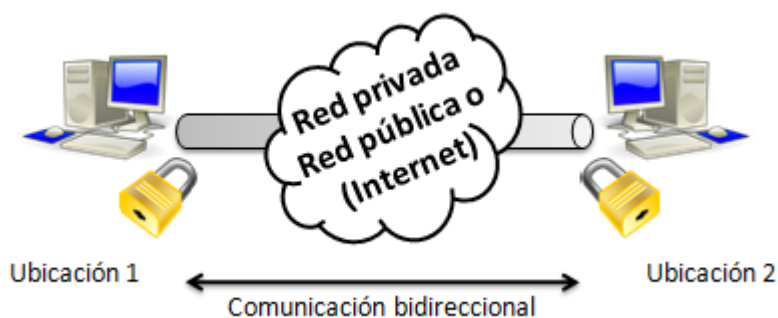 Red privada
Red pública o
(Internet)
Ubicación 1
Ubicación 2
Comunicación bidireccional